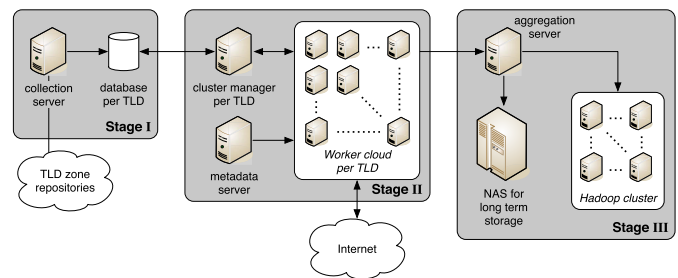 collection
server
database
per TLD
Stage I
TLD zone
repositories
cluster manager
per TLD
metadata
server
Worker cloud
per TLD
Stage II
Internet
aggregation
server
NAS for
long term
storage
Hadoop cluster
Stage III